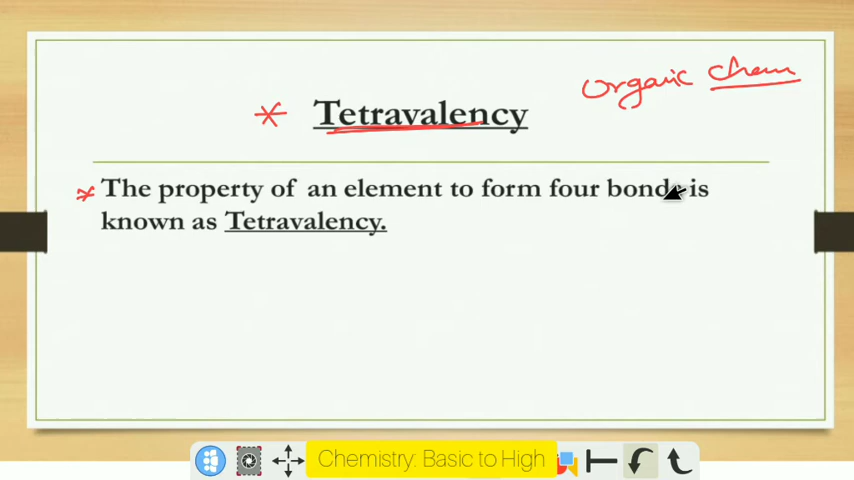 Organic Chem
* Tetravalency
* The property of an element to form four bonds is
known as Tetravalency.
Chemistry: Basic to High